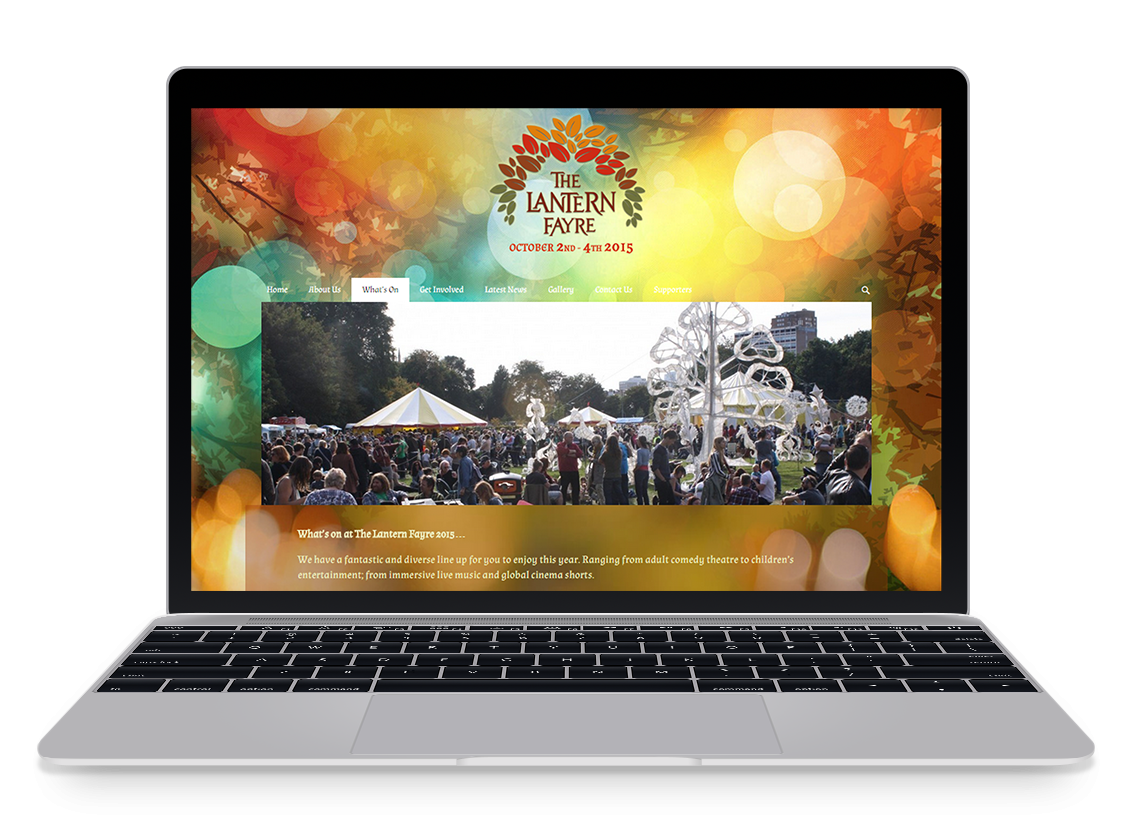 THE
LANTERN
FAYRE
OCTOBER 2ND - 4TH 2015
Home About Us What's On Get Involved Latest News Gallery Contact Us Supporters
What's on at The Lantern Fayre 2015...
We have a fantastic and diverse line up for you to enjoy this year. Ranging from adult comedy theatre to children's
entertainment; from immersive live music and global cinema shorts.
delete
tab
Q W E R T Y U I O P
A S D F G H J K L
fn control option command command option